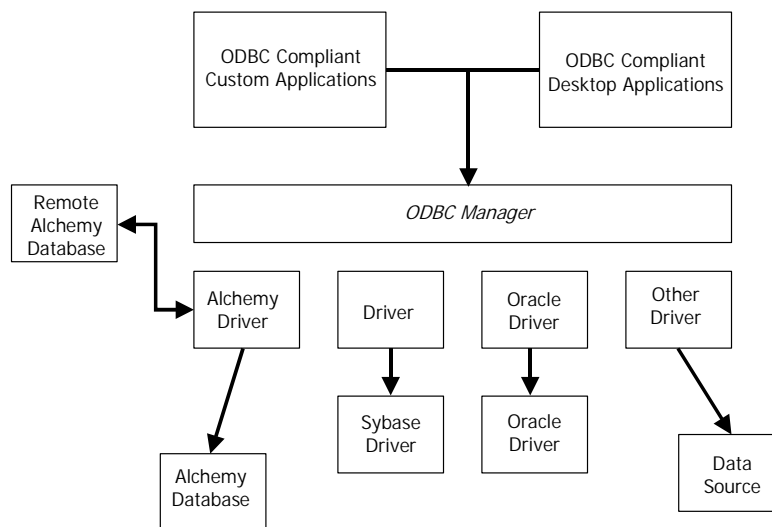 ODBC Compliant
Custom Applications
ODBC Compliant
Desktop Applications
ODBC Manager
Remote
Alchemy
Database
Alchemy
Driver
Driver
Oracle
Driver
Other
Driver
Sybase
Driver
Oracle
Driver
Alchemy
Database
Data
Source